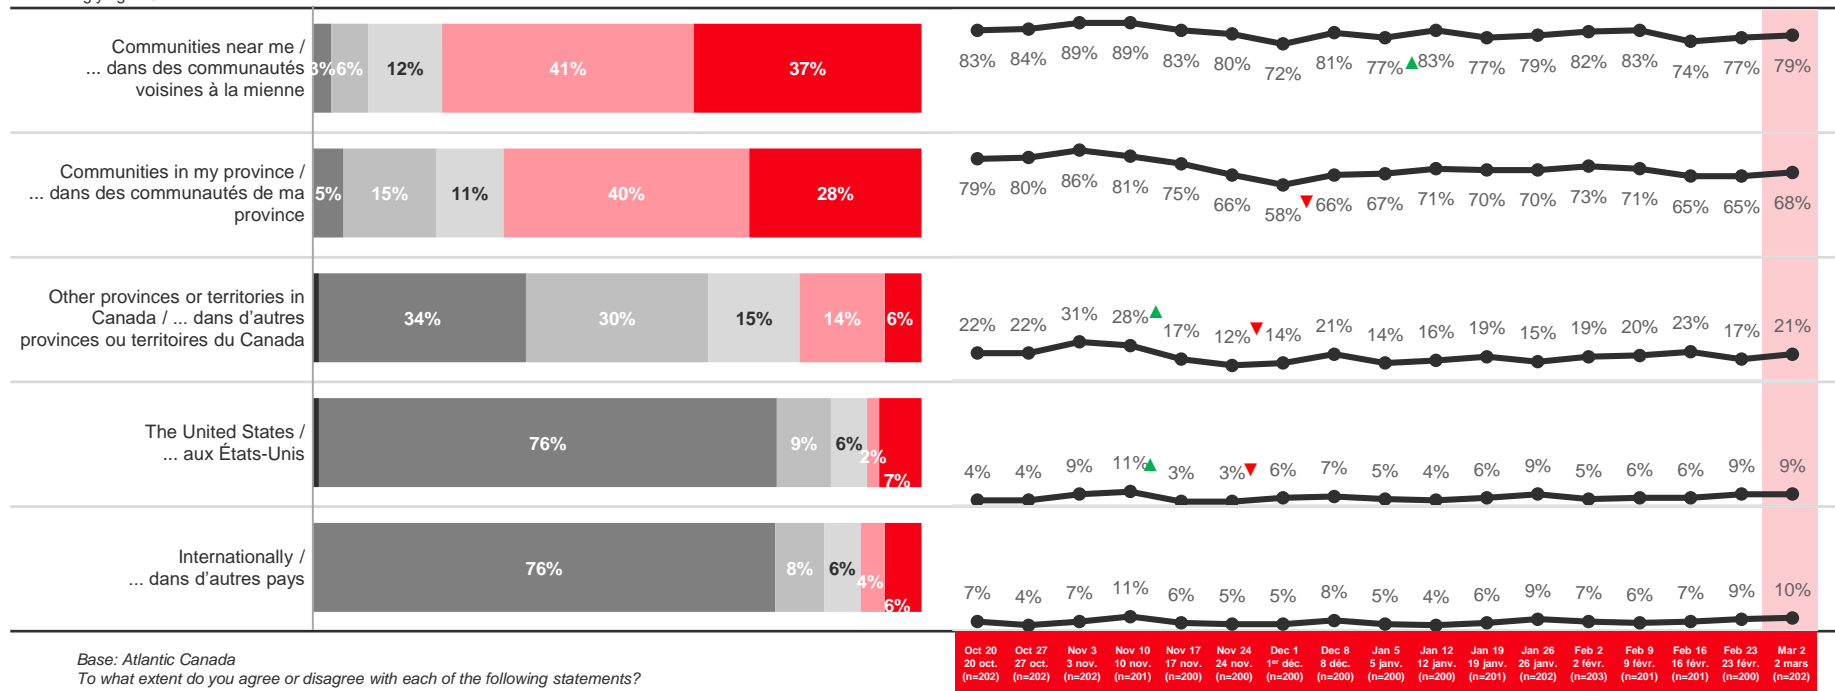 Communities near me /
... dans des communautés
voisines à la mienne
3% 6% 12% 41% 37%
83% 84% 89% 89% 83% 80% 72% 81% 77% 83% 77% 79% 82% 83% 74% 77% 79%
Communities in my province /
... dans des communautés de ma
province
5% 15% 11% 40% 28%
79% 80% 86% 81% 75% 66% 58% 66% 67% 71% 70% 70% 73% 71% 65% 65% 68%
Other provinces or territories in
Canada / ... dans d'autres
provinces ou territoires du Canada
34% 30% 15% 14% 6%
22% 22% 31% 28% 17% 12% 14% 21% 14% 16% 19% 15% 19% 20% 23% 17% 21%
The United States /
... aux États-Unis
76% 9% 6% 2% 7%
4% 4% 9% 11% 3% 3% 6% 7% 5% 4% 6% 9% 5% 6% 6% 9% 9%
Internationally /
... dans d'autres pays
76% 8% 6% 4% 6%
7% 4% 7% 11% 6% 5% 5% 8% 5% 4% 6% 9% 7% 6% 7% 9% 10%
Oct 20 Oct 27 Nov 3 Nov 10 Nov 17 Nov 24 Dec 1 Dec 8 Jan 5 Jan 12 Jan 19 Jan 26 Feb 2 Feb 9 Feb 16 Feb 23 Mar 2
20 oct. 27 oct. 3 nov. 10 nov. 17 nov. 24 nov. 1er déc. 8 déc. 5 janv. 12 janv. 19 janv. 26 janv. 2 févr. 9 févr. 16 févr. 23 févr. 2 mars
(n=202) (n=202) (n=202) (n=201) (n=200) (n=200) (n=200) (n=200) (n=200) (n=200) (n=201) (n=202) (n=203) (n=201) (n=201) (n=200) (n=202)
Base: Atlantic Canada
To what extent do you agree or disagree with each of the following statements?